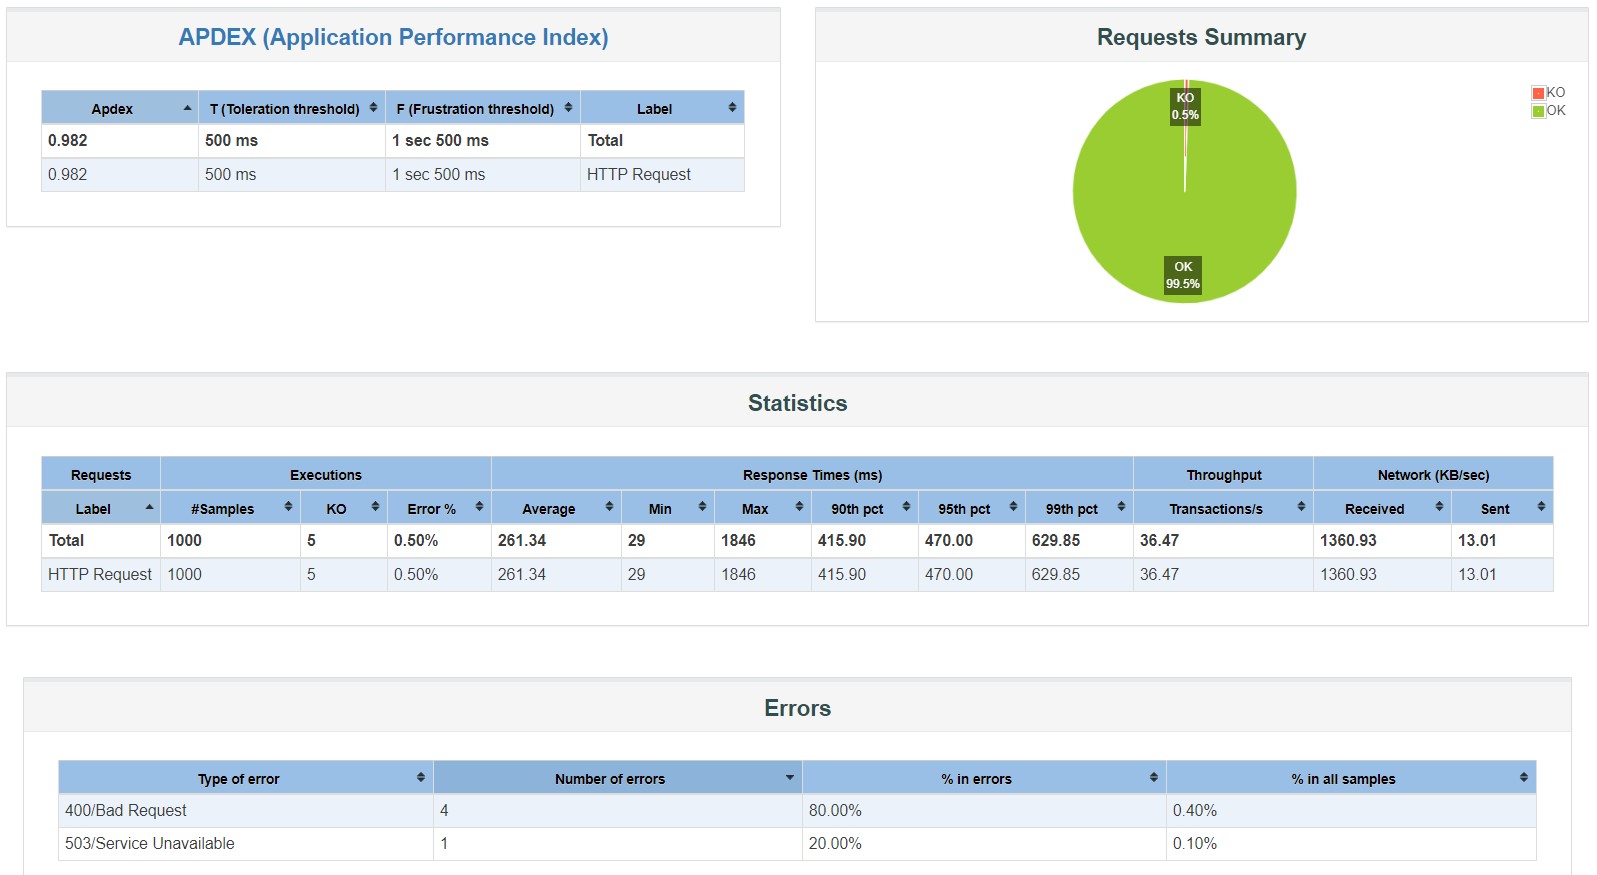 APDEX (Application Performance Index)
Apdex T (Toleration threshold) F (Frustration threshold) Label
0.982 500 ms 1 sec 500 ms Total
0.982 500 ms 1 sec 500 ms HTTP Request
Requests Summary
KO
0.5%
OK
99.5%
KO
OK
Statistics
Requests Executions Response Times (ms) Throughput Network (KB/sec)
Label #Samples KO Error % Average Min Max 90th pct 95th pct 99th pct Transactions/s Received Sent
Total 1000 5 0.50% 261.34 29 1846 415.90 470.00 629.85 36.47 1360.93 13.01
HTTP Request 1000 5 0.50% 261.34 29 1846 415.90 470.00 629.85 36.47 1360.93 13.01
Errors
Type of error Number of errors % in errors % in all samples
400/Bad Request 4 80.00% 0.40%
503/Service Unavailable 1 20.00% 0.10%